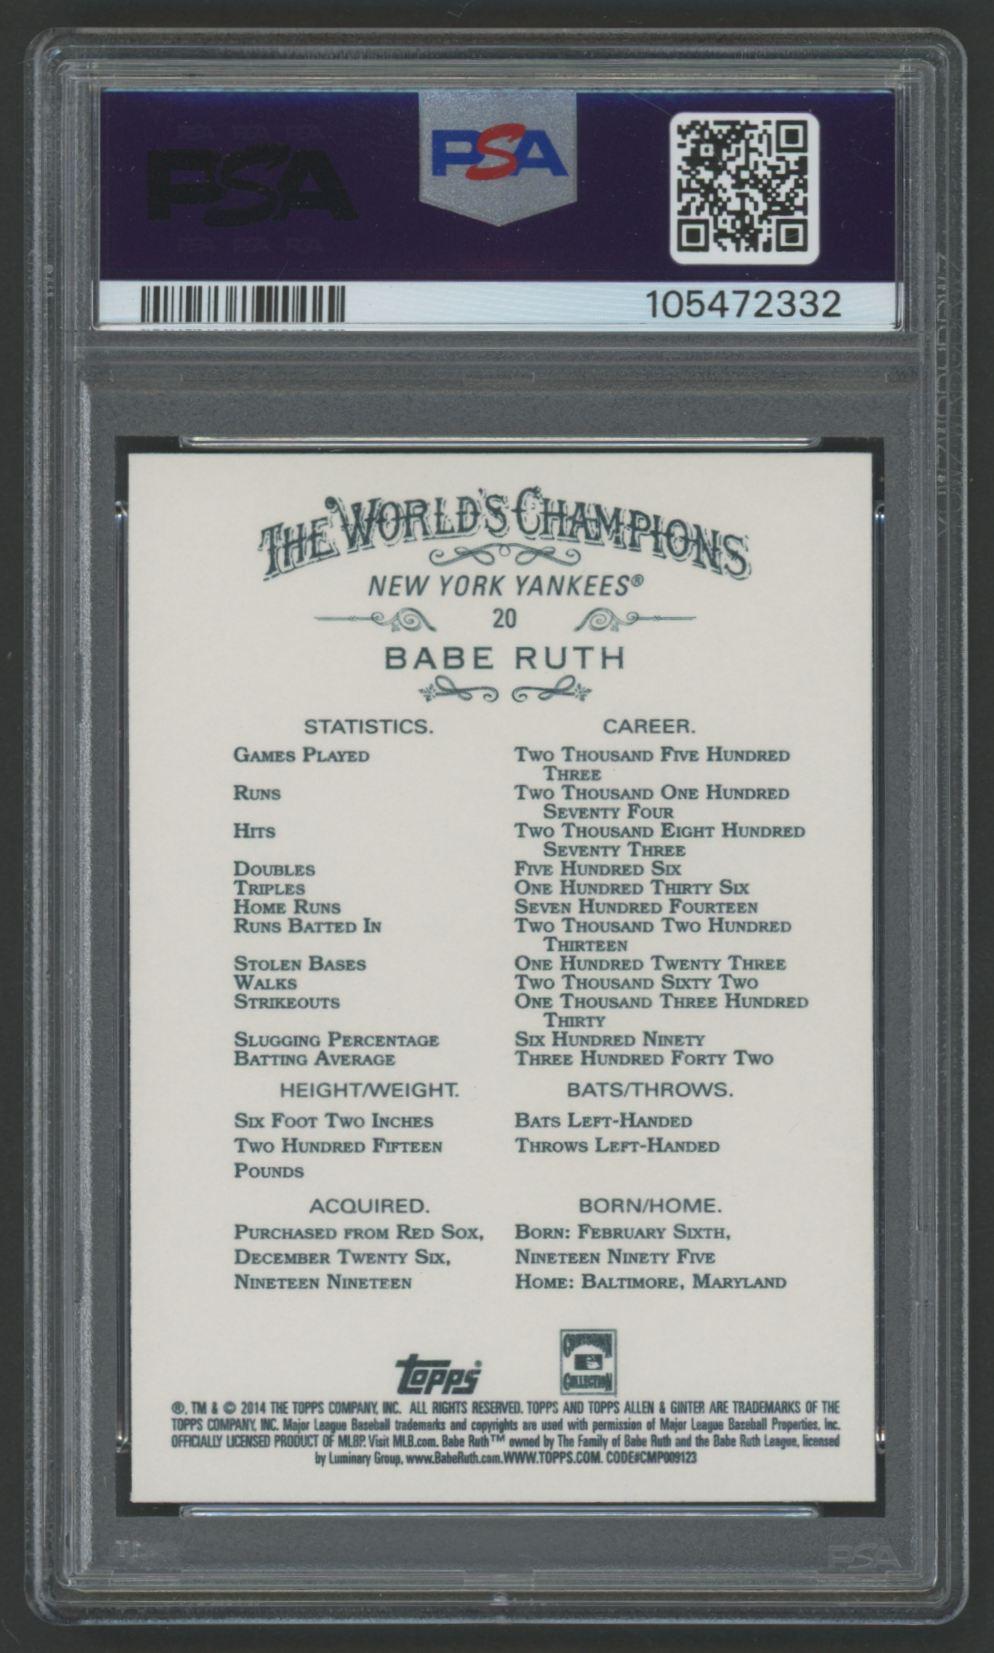 PSA PSA PSA
PSA
PSA PSA PSA
PSA
105472332
THE WORLD'S CHAMPIONS
NEW YORK YANKEES®
20
BABE RUTH
STATISTICS. CAREER.
GAMES PLAYED TWO THOUSAND FIVE HUNDRED
THREE
RUNS TWO THOUSAND ONE HUNDRED
SEVENTY FOUR
HITS TWO THOUSAND EIGHT HUNDRED
SEVENTY THREE
DOUBLES FIVE HUNDRED SIX
TRIPLES ONE HUNDRED THIRTY SIX
HOME RUNS SEVEN HUNDRED FOURTEEN
RUNS BATTED IN TWO THOUSAND TWO HUNDRED
THIRTEEN
STOLEN BASES ONE HUNDRED TWENTY THREE
WALKS TWO THOUSAND SIXTY TWO
STRIKEOUTS ONE THOUSAND THREE HUNDRED
THIRTY
SLUGGING PERCENTAGE SIX HUNDRED NINETY
BATTING AVERAGE THREE HUNDRED FORTY TWO
HEIGHT/WEIGHT. BATS/THROWS.
SIX FOOT TWO INCHES BATS LEFT-HANDED
TWO HUNDRED FIFTEEN THROWS LEFT-HANDED
POUNDS
ACQUIRED. BORN/HOME.
PURCHASED FROM RED SOX, BORN: FEBRUARY SIXTH,
DECEMBER TWENTY SIX, NINETEEN NINETY FIVE
NINETEEN NINETEEN HOME: BALTIMORE, MARYLAND
Topps COOPERSTOWN
COLLECTION
®, TM & © 2014 THE TOPPS COMPANY, INC. ALL RIGHTS RESERVED. TOPPS AND TOPPS ALLEN & GINTER ARE TRADEMARKS OF THE
TOPPS COMPANY, INC. Major League Baseball trademarks and copyrights are used with permission of Major League Baseball Properties, Inc.
OFFICIALLY LICENSED PRODUCT OF MLBP. Visit MLB.com. Babe Ruth™ owned by The Family of Babe Ruth and the Babe Ruth League, licensed
by Luminary Group, www.BabeRuth.com.WWW.TOPPS.COM. CODE#CMP009123
PSA